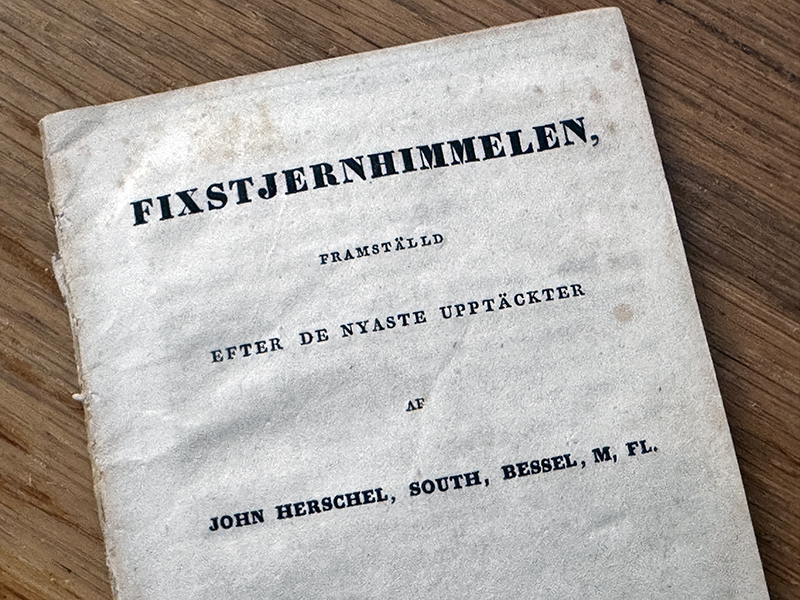 FIXSTJERNHIMMELEN,
FRAMSTÄLLD
EFTER DE NYASTE UPPTÄCKTER
AF
JOHN HERSCHEL, SOUTH, BESSEL, M, FL.